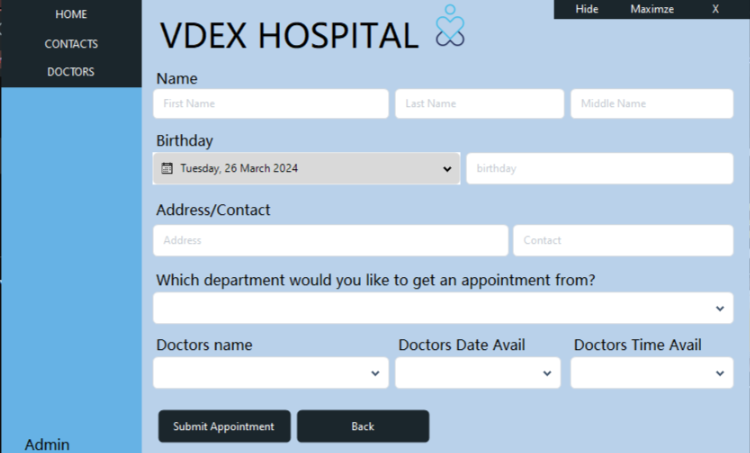 HOME
CONTACTS
DOCTORS
Admin
Hide Maximze X
VDEX HOSPITAL
Name
First Name Last Name Middle Name
Birthday
Tuesday, 26 March 2024 birthday
Address/Contact
Address Contact
Which department would you like to get an appointment from?
Doctors name Doctors Date Avail Doctors Time Avail
Submit Appointment Back